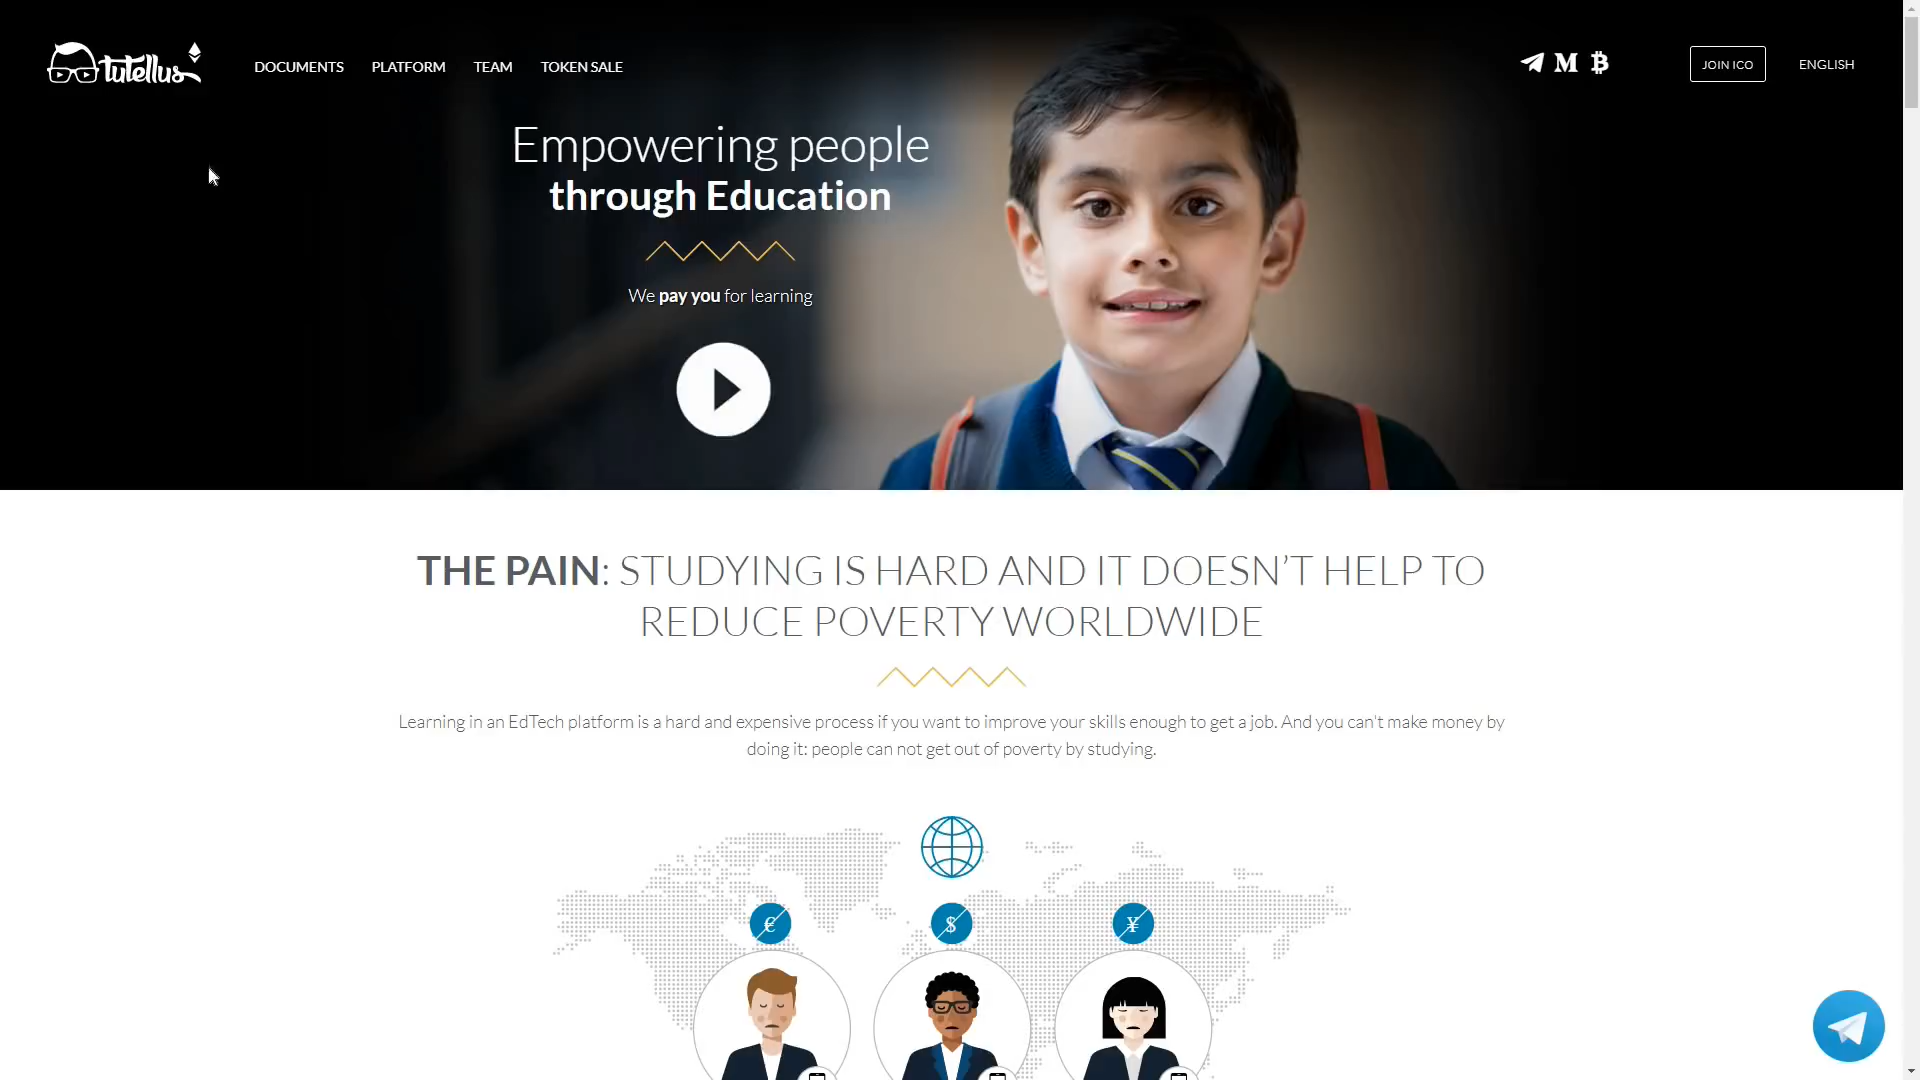 tutellus
DOCUMENTS
PLATFORM
TEAM
TOKEN SALE
JOIN ICO
ENGLISH
Empowering people
through Education
We pay you for learning
THE PAIN: STUDYING IS HARD AND IT DOESN’T HELP TO
REDUCE POVERTY WORLDWIDE
Learning in an EdTech platform is a hard and expensive process if you want to improve your skills enough to get a job. And you can't make money by
doing it: people can not get out of poverty by studying.
€
$
¥